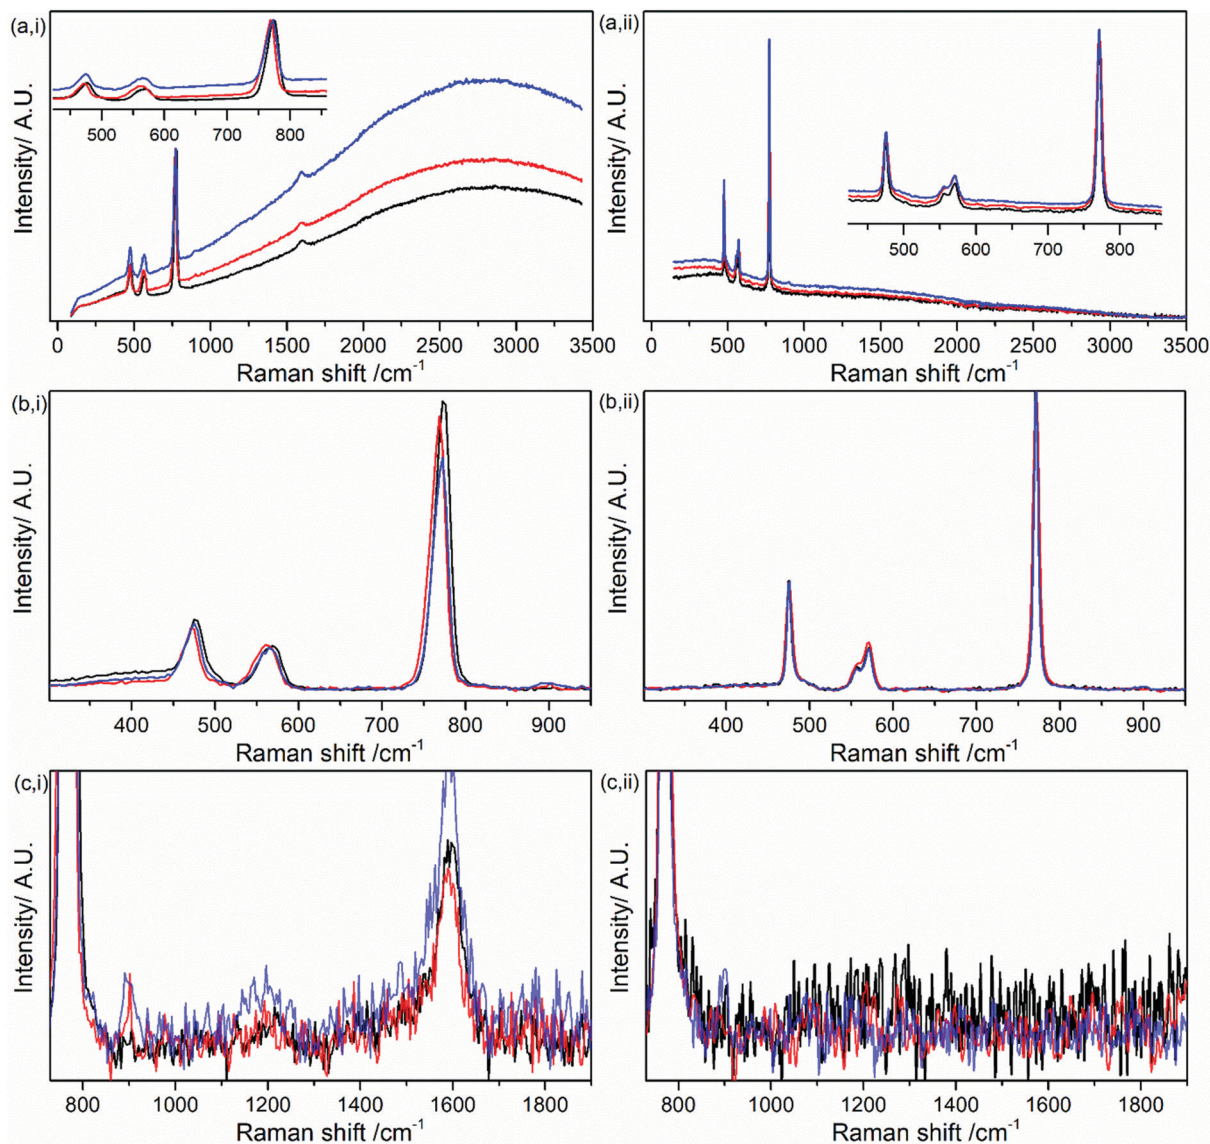 (a,i)
Intensity/ A.U.
500 600 700 800
0 500 1000 1500 2000 2500 3000 3500
Raman shift /cm-1
(a,ii)
Intensity/ A.U.
500 600 700 800
0 500 1000 1500 2000 2500 3000 3500
Raman shift /cm-1
(b,i)
Intensity/ A.U.
400 500 600 700 800 900
Raman shift /cm-1
(b,ii)
Intensity/ A.U.
400 500 600 700 800 900
Raman shift /cm-1
(c,i)
Intensity/ A.U.
800 1000 1200 1400 1600 1800
Raman shift /cm-1
(c,ii)
Intensity/ A.U.
800 1000 1200 1400 1600 1800
Raman shift /cm-1